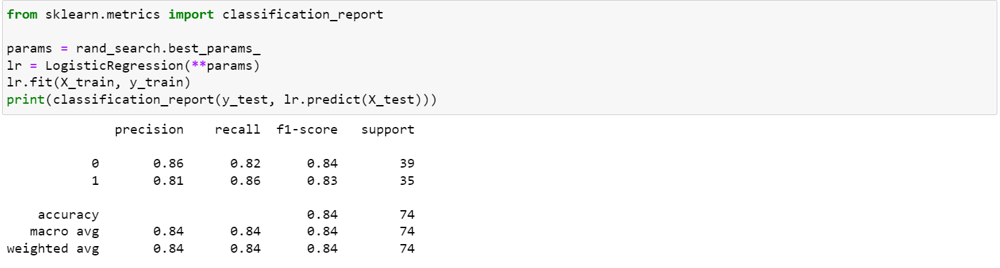 from sklearn.metrics import classification_report
params = rand_search.best_params_
lr = LogisticRegression(**params)
lr.fit(X_train, y_train)
print(classification_report(y_test, lr.predict(X_test)))
precision recall f1-score support
0 0.86 0.82 0.84 39
1 0.81 0.86 0.83 35
accuracy 0.84 74
macro avg 0.84 0.84 0.84 74
weighted avg 0.84 0.84 0.84 74